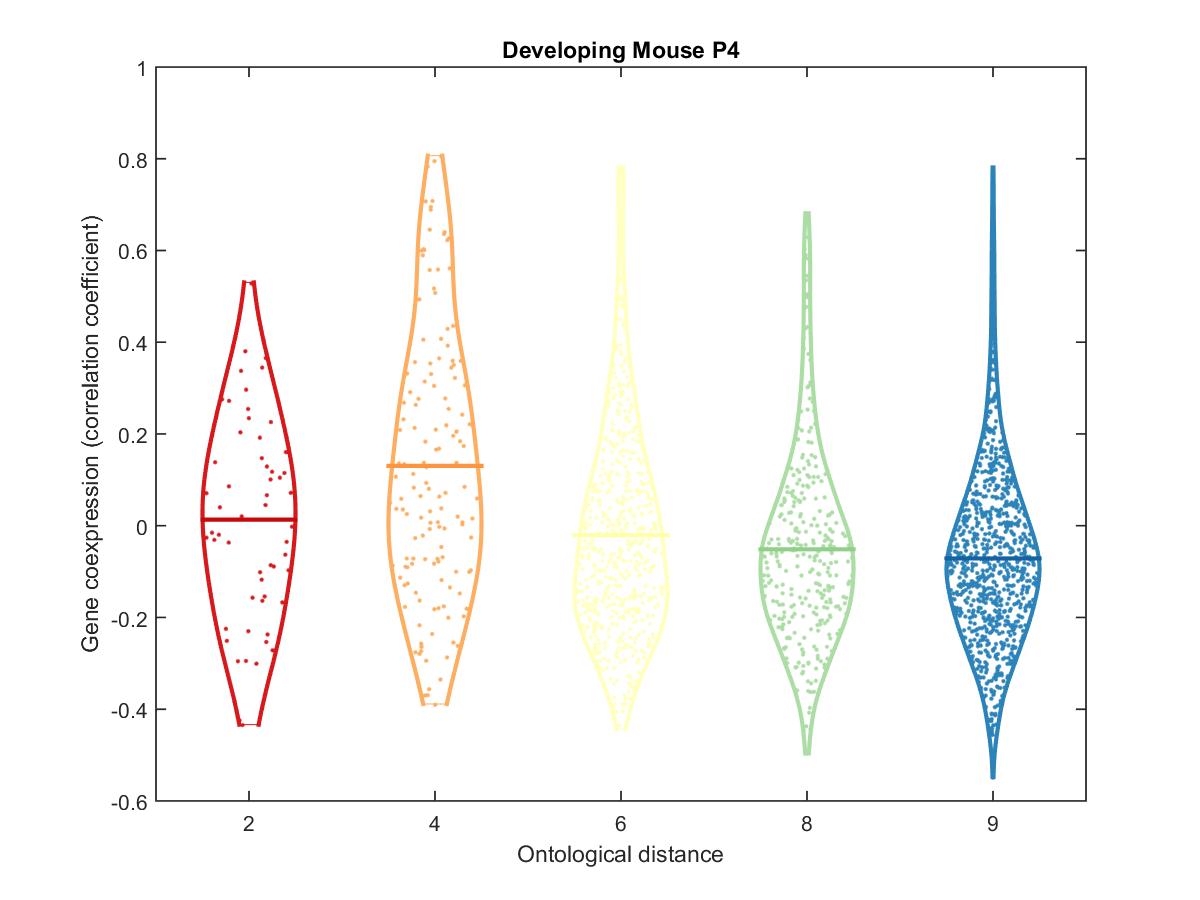 Developing Mouse P4
1
0.8
0.6
0.4
0.2
0
-0.2
-0.4
-0.6
Gene coexpression (correlation coefficient)
2 4 6 8 9
Ontological distance